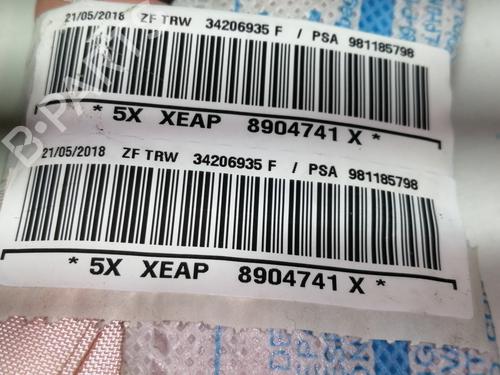 21/05/2018 ZF TRW 34206935 F / PSA 981185798
* 5X XEAP 8904741 X *
21/05/2018 ZF TRW 34206935 F / PSA 981185798
* 5X XEAP 8904741 X *
B-PARTS